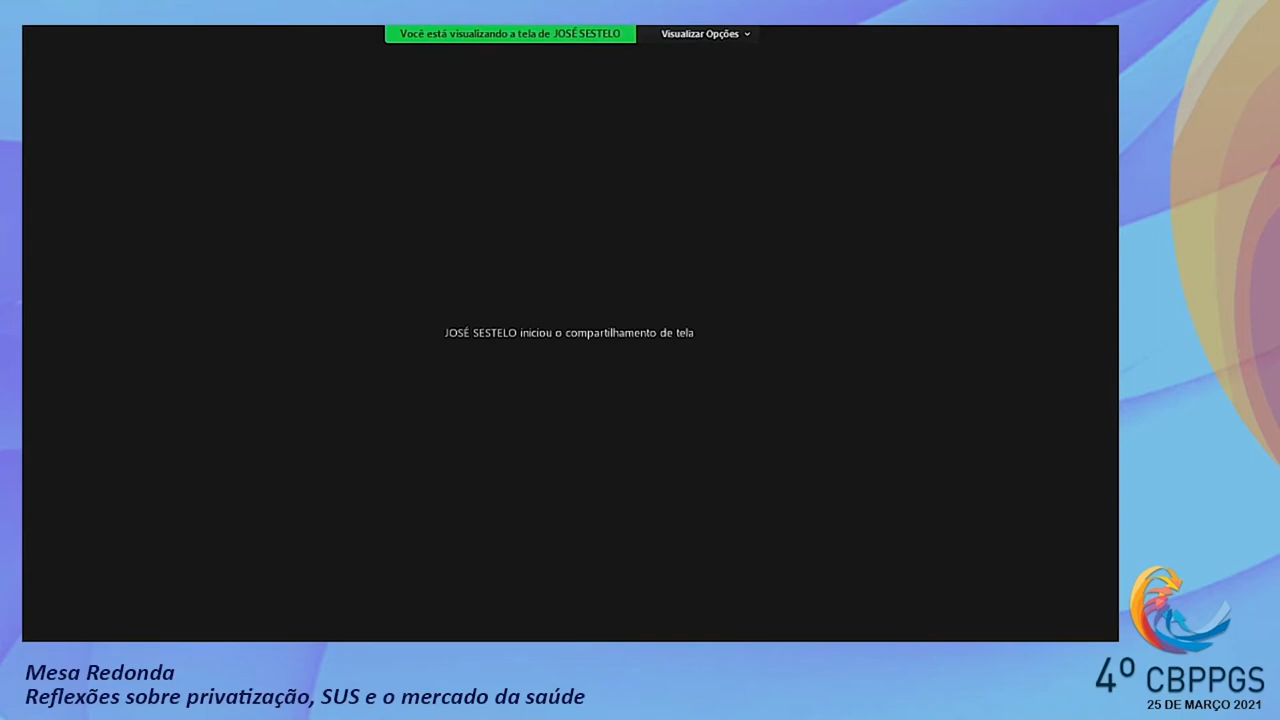 Você está visualizando a tela de JOSÉ SESTELO
Visualizar Opções
JOSÉ SESTELO iniciou o compartilhamento de tela
Mesa Redonda
Reflexões sobre privatização, SUS e o mercado da saúde
4º CBPPGS
25 DE MARÇO 2021